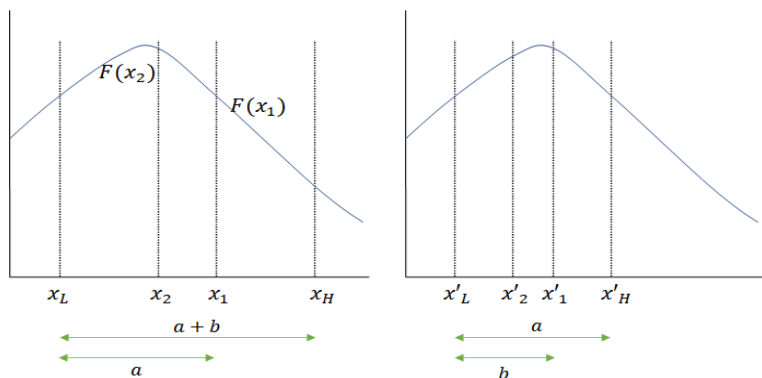 F(x₂)
F(x₁)
x_L x₂ x₁ x_H
a + b
a
x'_L x'₂ x'₁ x'_H
a
b